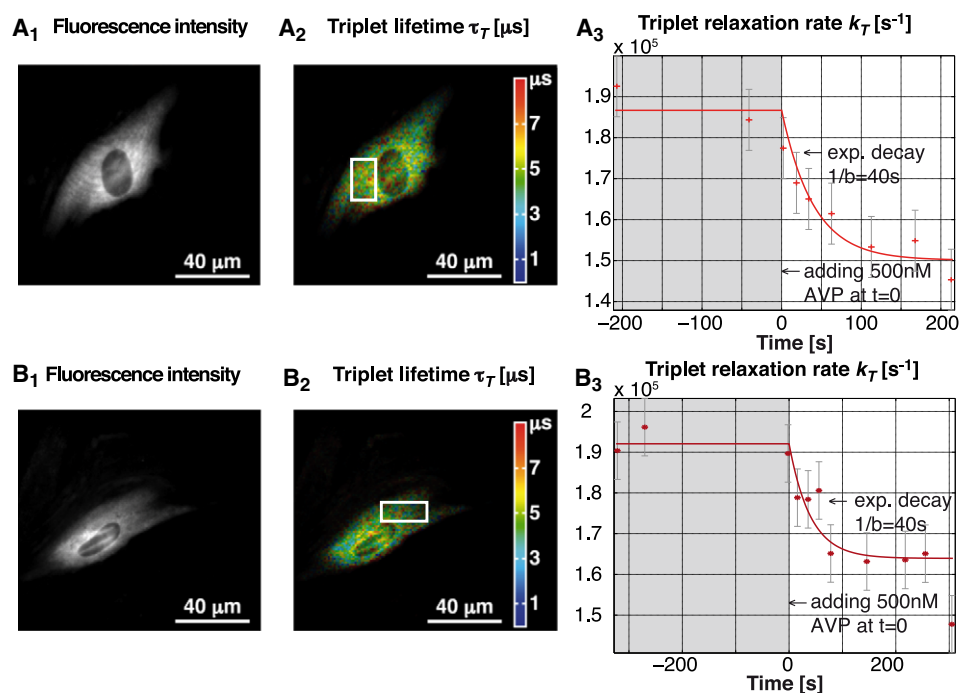 A₁ Fluorescence intensity
A₂ Triplet lifetime τT [µs]
A₃ Triplet relaxation rate kT [s⁻¹]
x 10⁵
µs
7
5
3
1
40 µm
40 µm
1.9
1.8
1.7
1.6
1.5
1.4
exp. decay
1/b=40s
adding 500nM
AVP at t=0
−200 −100 0 100 200
Time [s]
B₁ Fluorescence intensity
B₂ Triplet lifetime τT [µs]
B₃ Triplet relaxation rate kT [s⁻¹]
x 10⁵
µs
7
5
3
1
40 µm
40 µm
2
1.9
1.8
1.7
1.6
1.5
exp. decay
1/b=40s
adding 500nM
AVP at t=0
−200 0 200
Time [s]